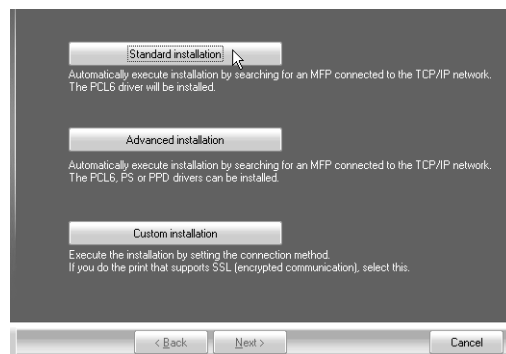 Standard installation
Automatically execute installation by searching for an MFP connected to the TCP/IP network.
The PCL6 driver will be installed.
Advanced installation
Automatically execute installation by searching for an MFP connected to the TCP/IP network.
The PCL6, PS or PPD drivers can be installed.
Custom installation
Execute the installation by setting the connection method.
If you do the print that supports SSL (encrypted communication), select this.
< Back Next > Cancel